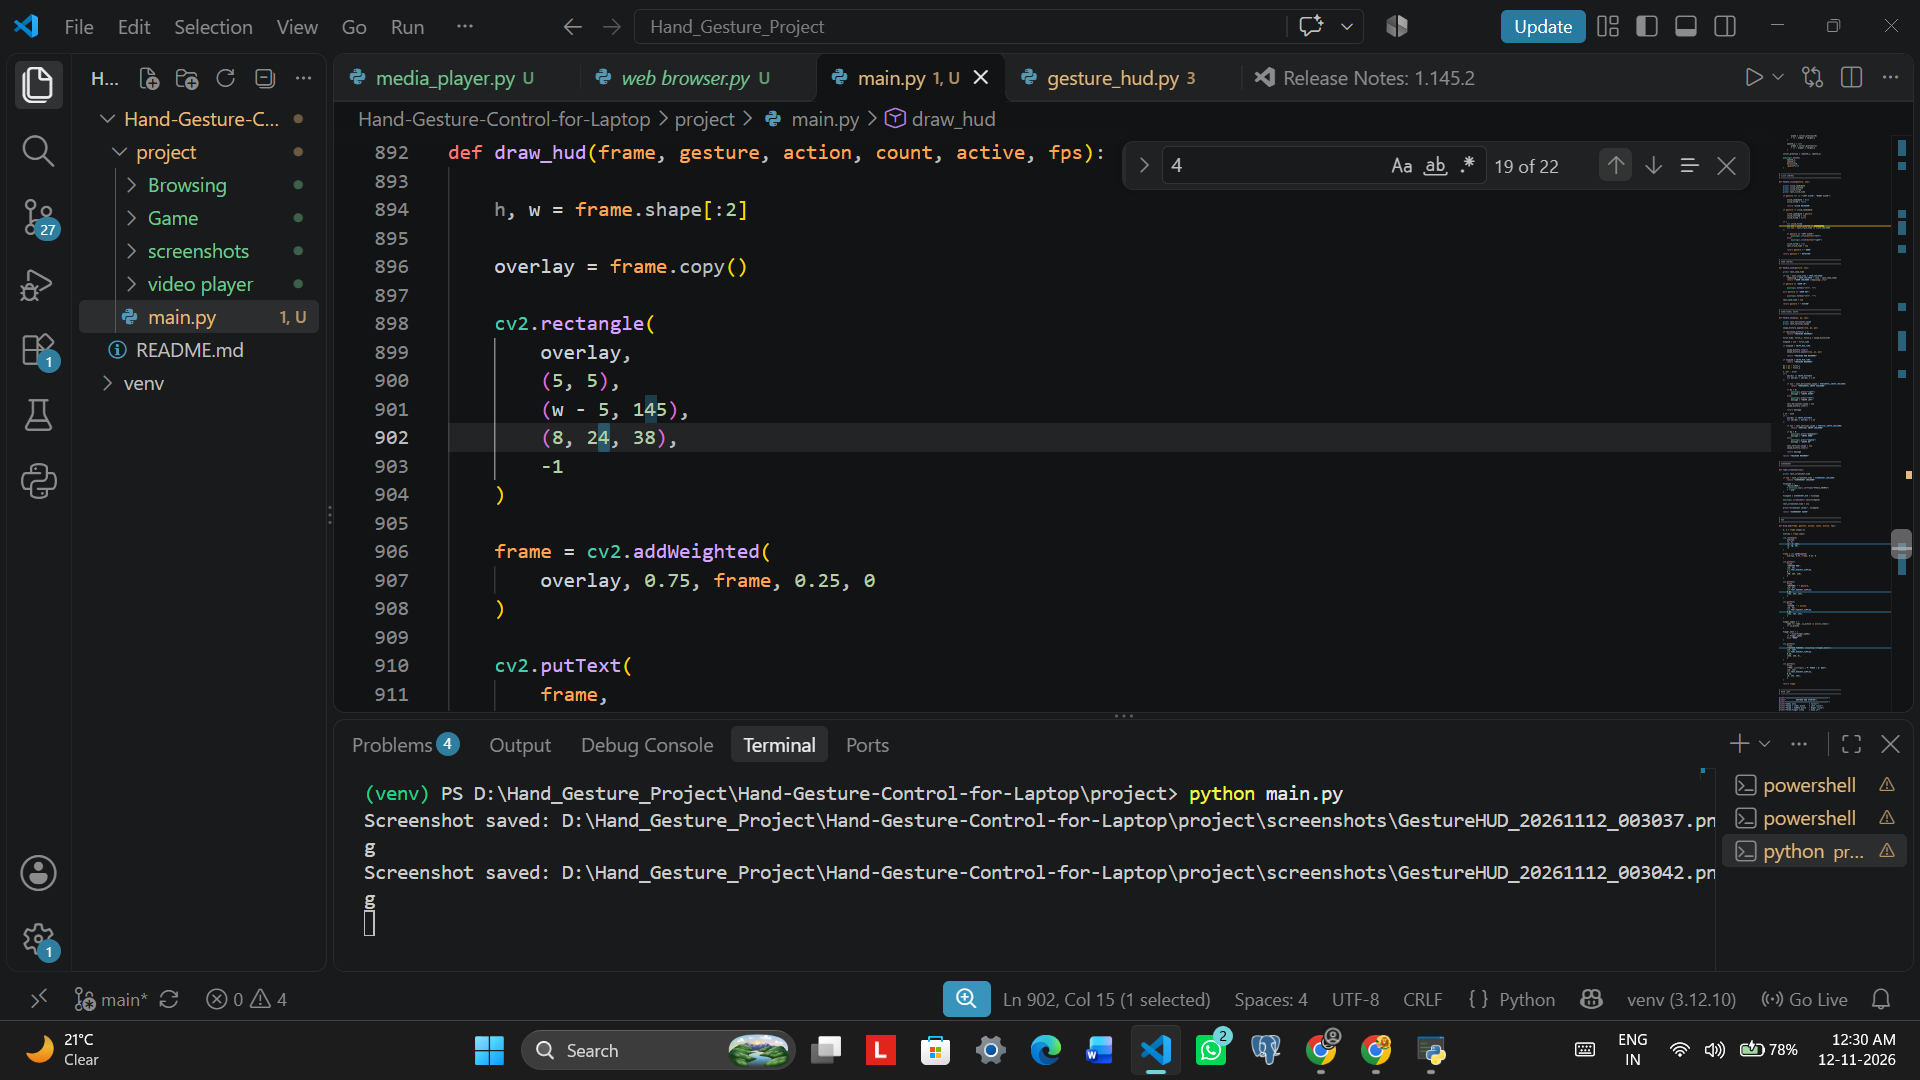 File Edit Selection View Go Run ···
Hand_Gesture_Project
Update
H...
media_player.py U
web browser.py U
main.py 1, U
gesture_hud.py 3
Release Notes: 1.145.2
Hand-Gesture-C...
project
Browsing
Game
screenshots
video player
main.py 1, U
README.md
venv
27
1
1
Hand-Gesture-Control-for-Laptop > project > main.py > draw_hud
4
Aa ab .* 19 of 22
892 def draw_hud(frame, gesture, action, count, active, fps):
893
894 h, w = frame.shape[:2]
895
896 overlay = frame.copy()
897
898 cv2.rectangle(
899 overlay,
900 (5, 5),
901 (w - 5, 145),
902 (8, 24, 38),
903 -1
904 )
905
906 frame = cv2.addWeighted(
907 overlay, 0.75, frame, 0.25, 0
908 )
909
910 cv2.putText(
911 frame,
Problems 4 Output Debug Console Terminal Ports
(venv) PS D:\Hand_Gesture_Project\Hand-Gesture-Control-for-Laptop\project> python main.py
Screenshot saved: D:\Hand_Gesture_Project\Hand-Gesture-Control-for-Laptop\project\screenshots\GestureHUD_20261112_003037.pn
g
Screenshot saved: D:\Hand_Gesture_Project\Hand-Gesture-Control-for-Laptop\project\screenshots\GestureHUD_20261112_003042.pn
g
powershell
powershell
python pr...
main* 0 4
Ln 902, Col 15 (1 selected) Spaces: 4 UTF-8 CRLF { } Python venv (3.12.10) Go Live
21°C
Clear
Search
L
W
2
ENG
IN
78%
12:30 AM
12-11-2026